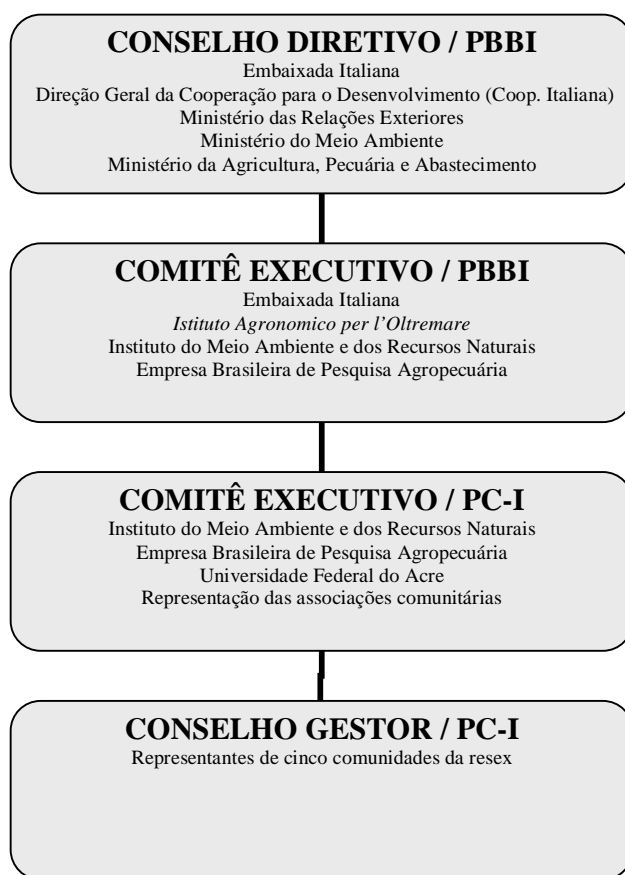 CONSELHO DIRETIVO / PBBI
Embaixada Italiana
Direção Geral da Cooperação para o Desenvolvimento (Coop. Italiana)
Ministério das Relações Exteriores
Ministério do Meio Ambiente
Ministério da Agricultura, Pecuária e Abastecimento
COMITÊ EXECUTIVO / PBBI
Embaixada Italiana
Istituto Agronomico per l’Oltremare
Instituto do Meio Ambiente e dos Recursos Naturais
Empresa Brasileira de Pesquisa Agropecuária
COMITÊ EXECUTIVO / PC-I
Instituto do Meio Ambiente e dos Recursos Naturais
Empresa Brasileira de Pesquisa Agropecuária
Universidade Federal do Acre
Representação das associações comunitárias
CONSELHO GESTOR / PC-I
Representantes de cinco comunidades da resex